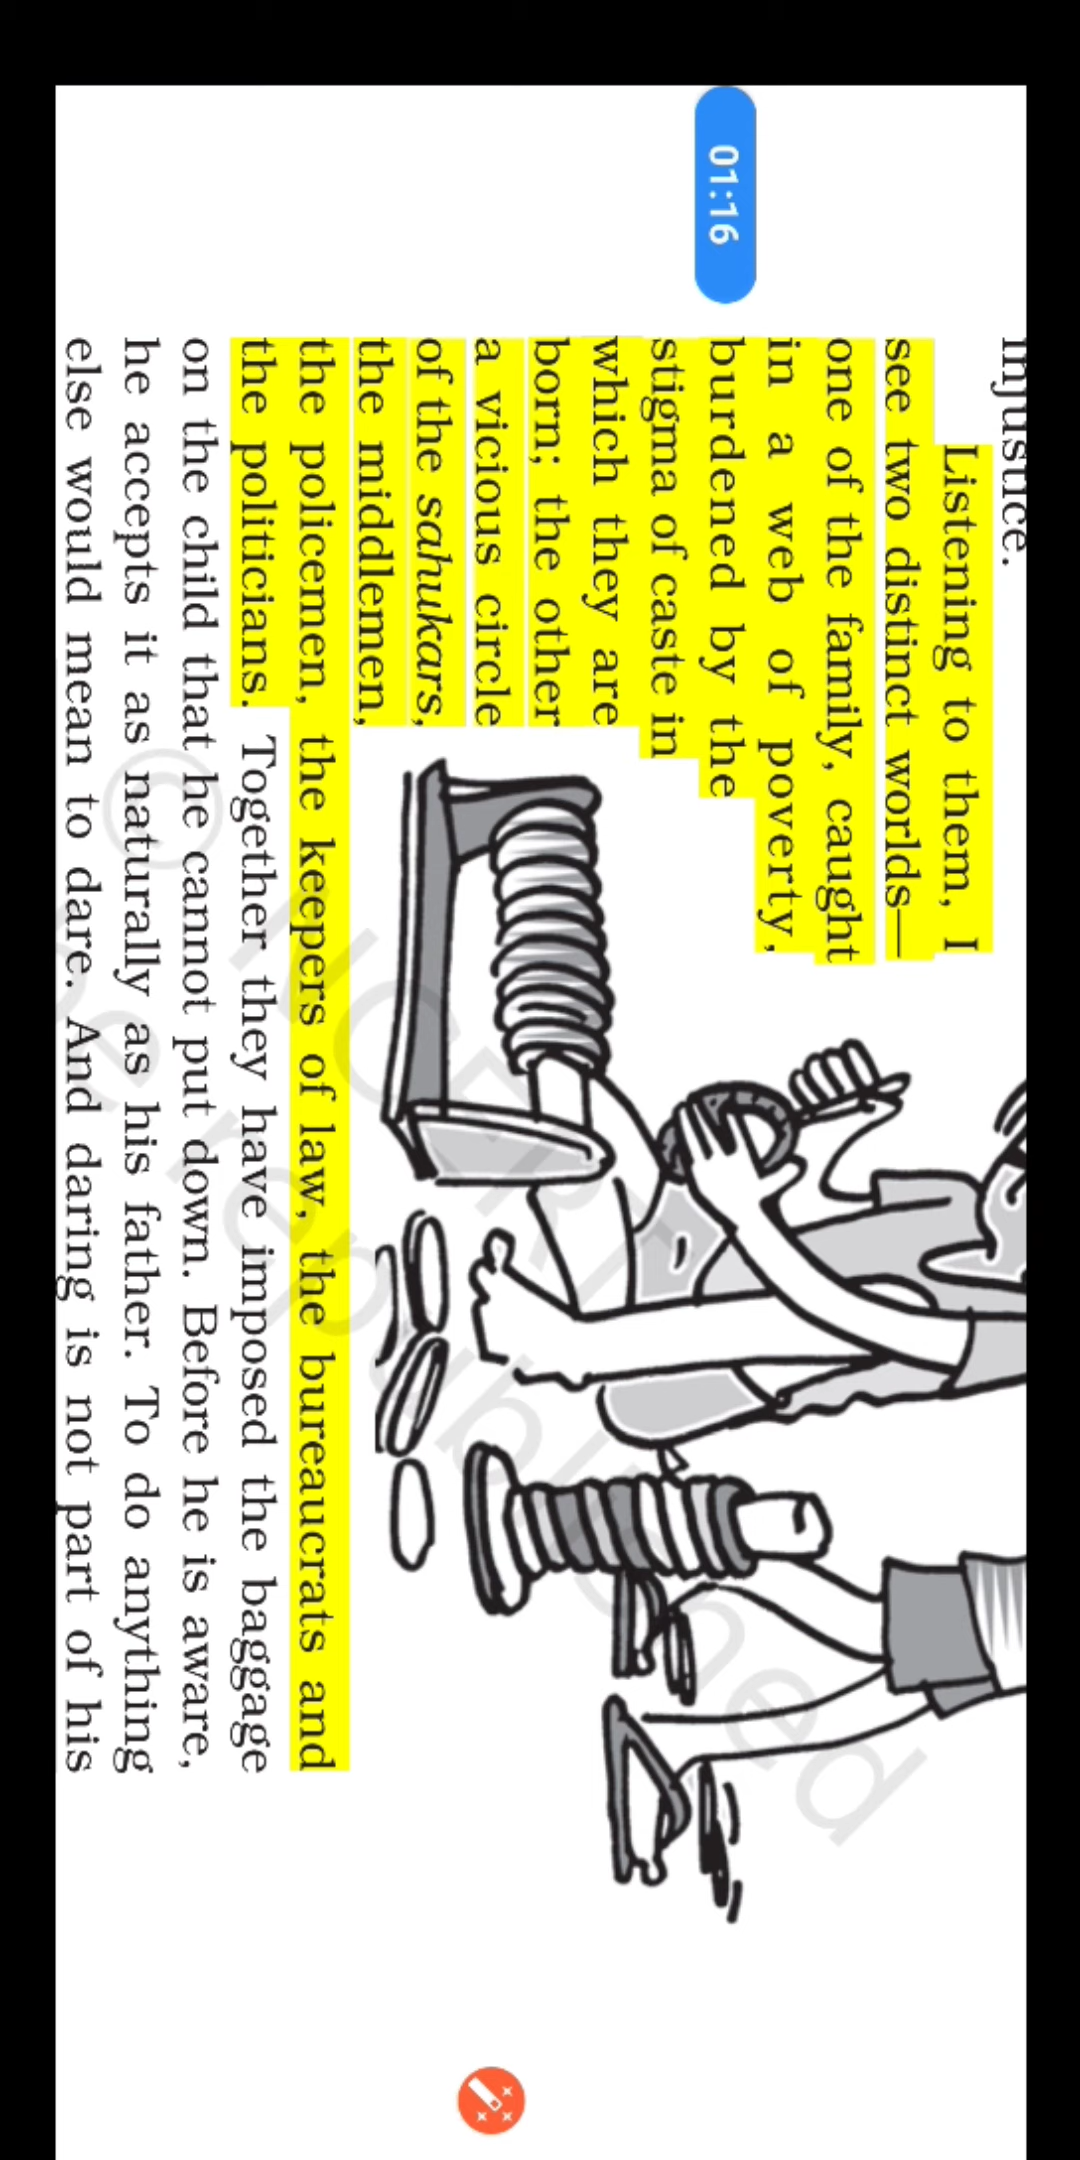 injustice.
Listening to them, I
see two distinct worlds—
one of the family, caught
in a web of poverty,
burdened by the
stigma of caste in
which they are
born; the other
a vicious circle
of the sahukars,
the middlemen,
the policemen, the keepers of law, the bureaucrats and
the politicians. Together they have imposed the baggage
on the child that he cannot put down. Before he is aware,
he accepts it as naturally as his father. To do anything
else would mean to dare. And daring is not part of his
01:16
© NCERT
be republished